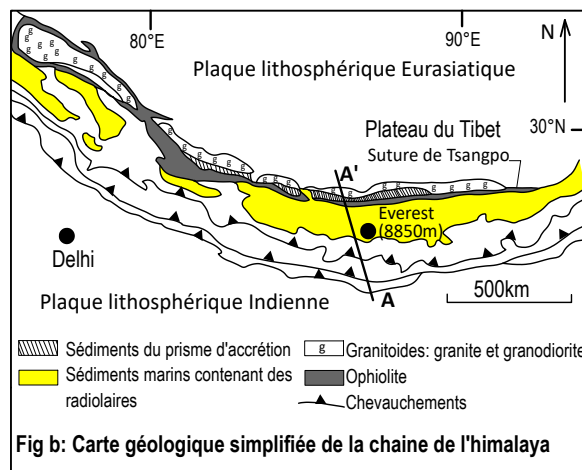 80°E
90°E
N
Plaque lithosphérique Eurasiatique
Plateau du Tibet
30°N
Suture de Tsangpo
A'
Everest
(8850m)
Delhi
A
Plaque lithosphérique Indienne
500km
Sédiments du prisme d'accrétion
g Granitoides: granite et granodiorite
Sédiments marins contenant des
radiolaires
Ophiolite
Chevauchements
Fig b: Carte géologique simplifiée de la chaine de l'himalaya